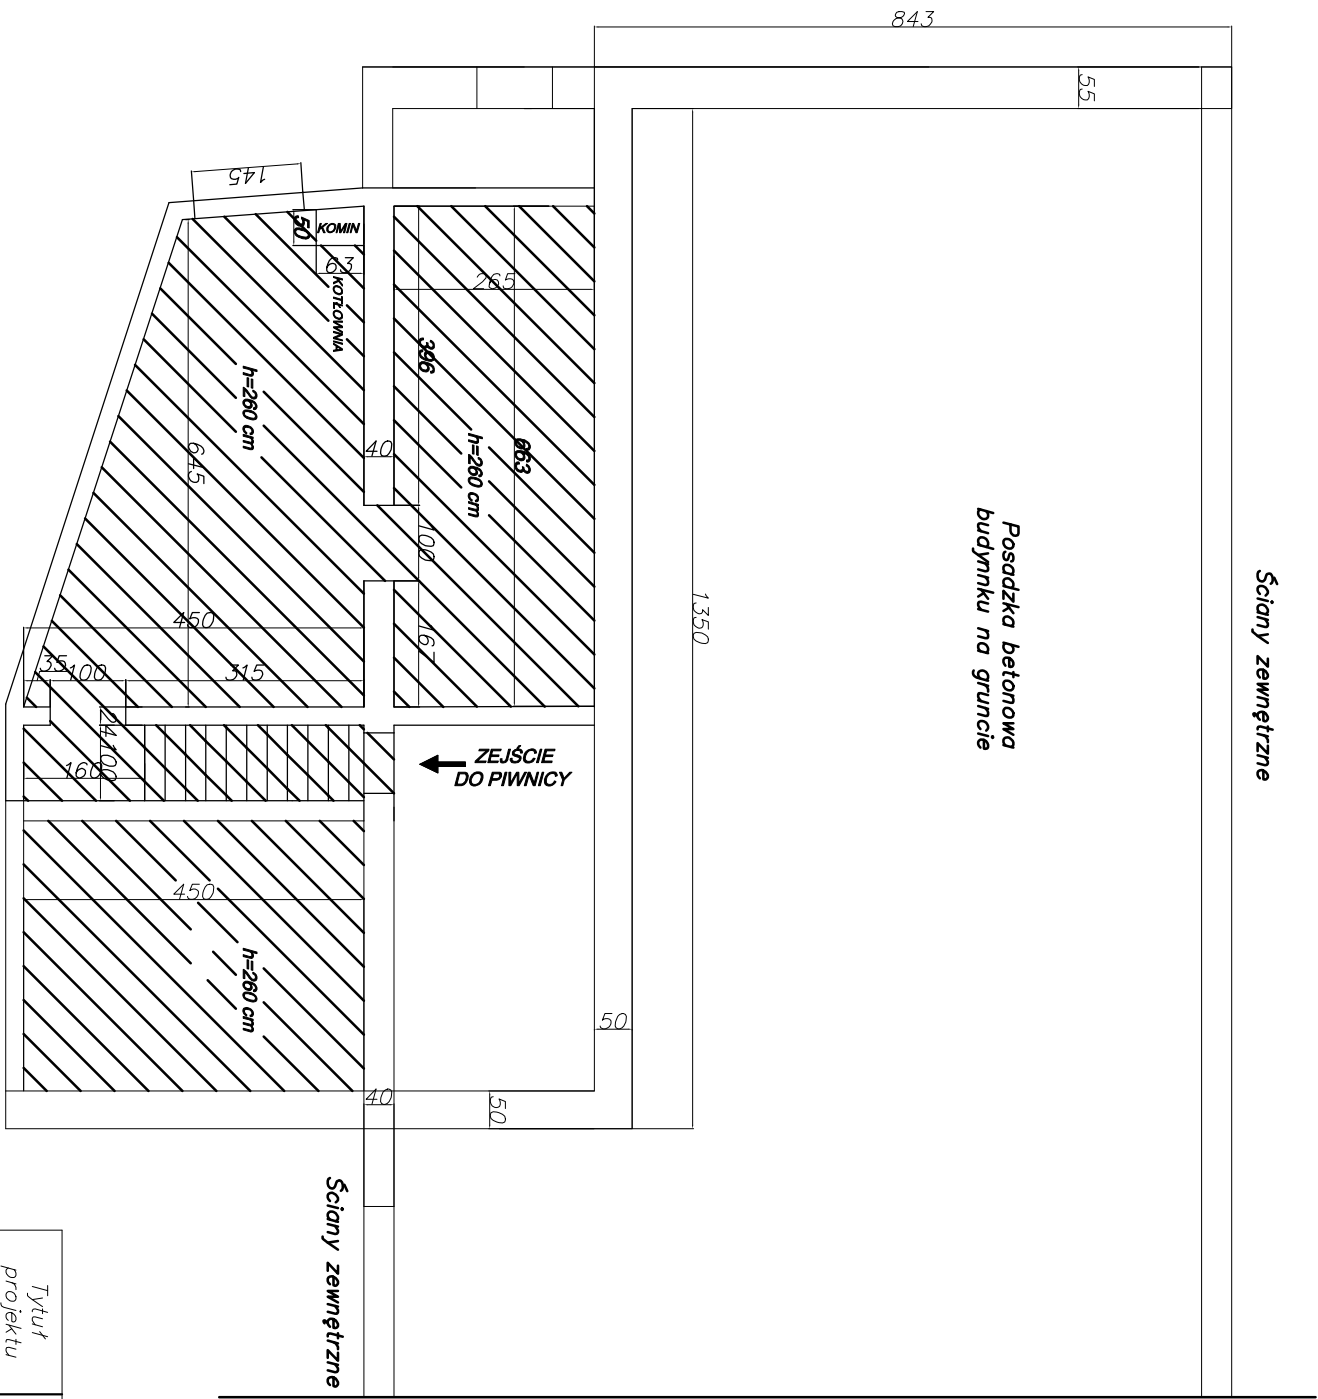 843
55
145
50
KOMIN
63
KOTŁOWNIA
265
396
h=260 cm
663
h=260 cm
40
645
100
1350
Posadzka betonowa
budynnku na gruncie
Ściany zewnętrzne
450
167
35
100
315
24
100
160
ZEJŚCIE
DO PIWNICY
450
h=260 cm
50
40
50
Ściany zewnętrzne
Tytuł
projektu